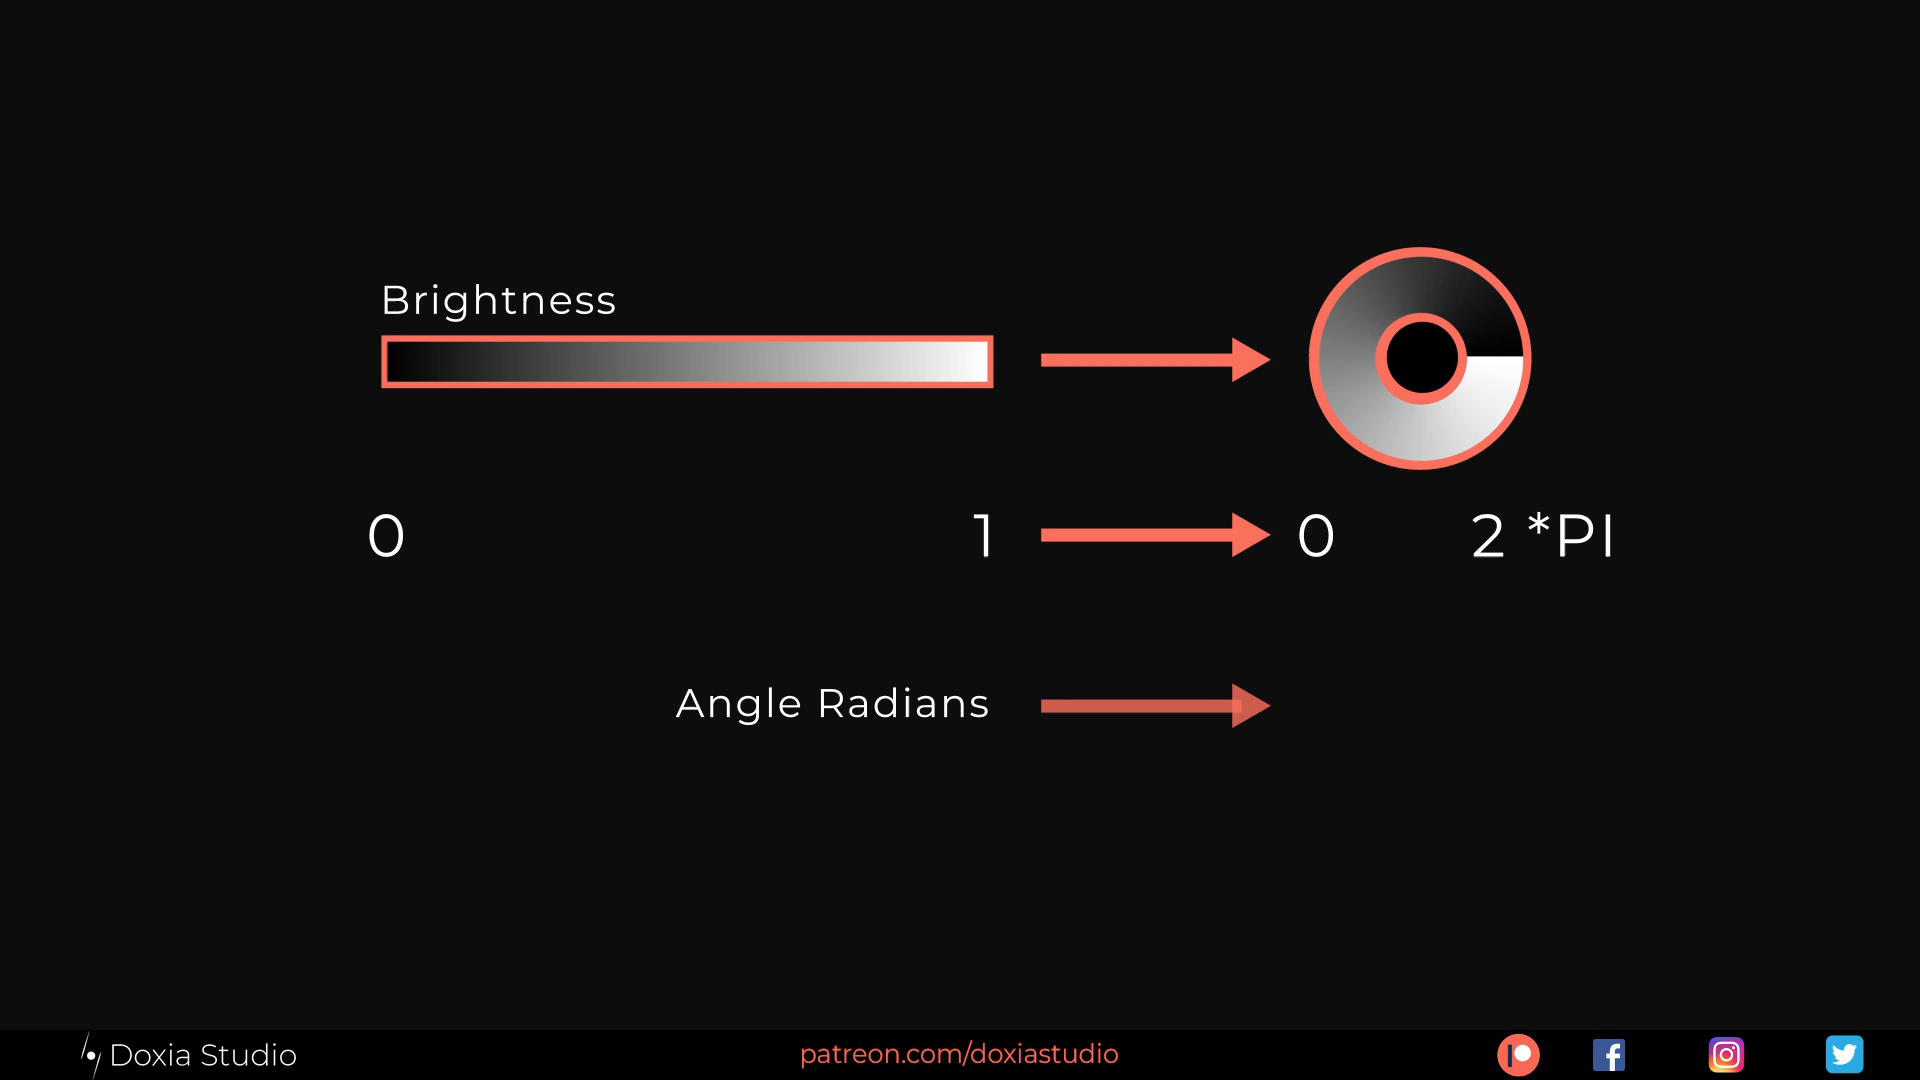 Brightness
0 1 0 2 *PI
Angle Radians
Doxia Studio
patreon.com/doxiastudio